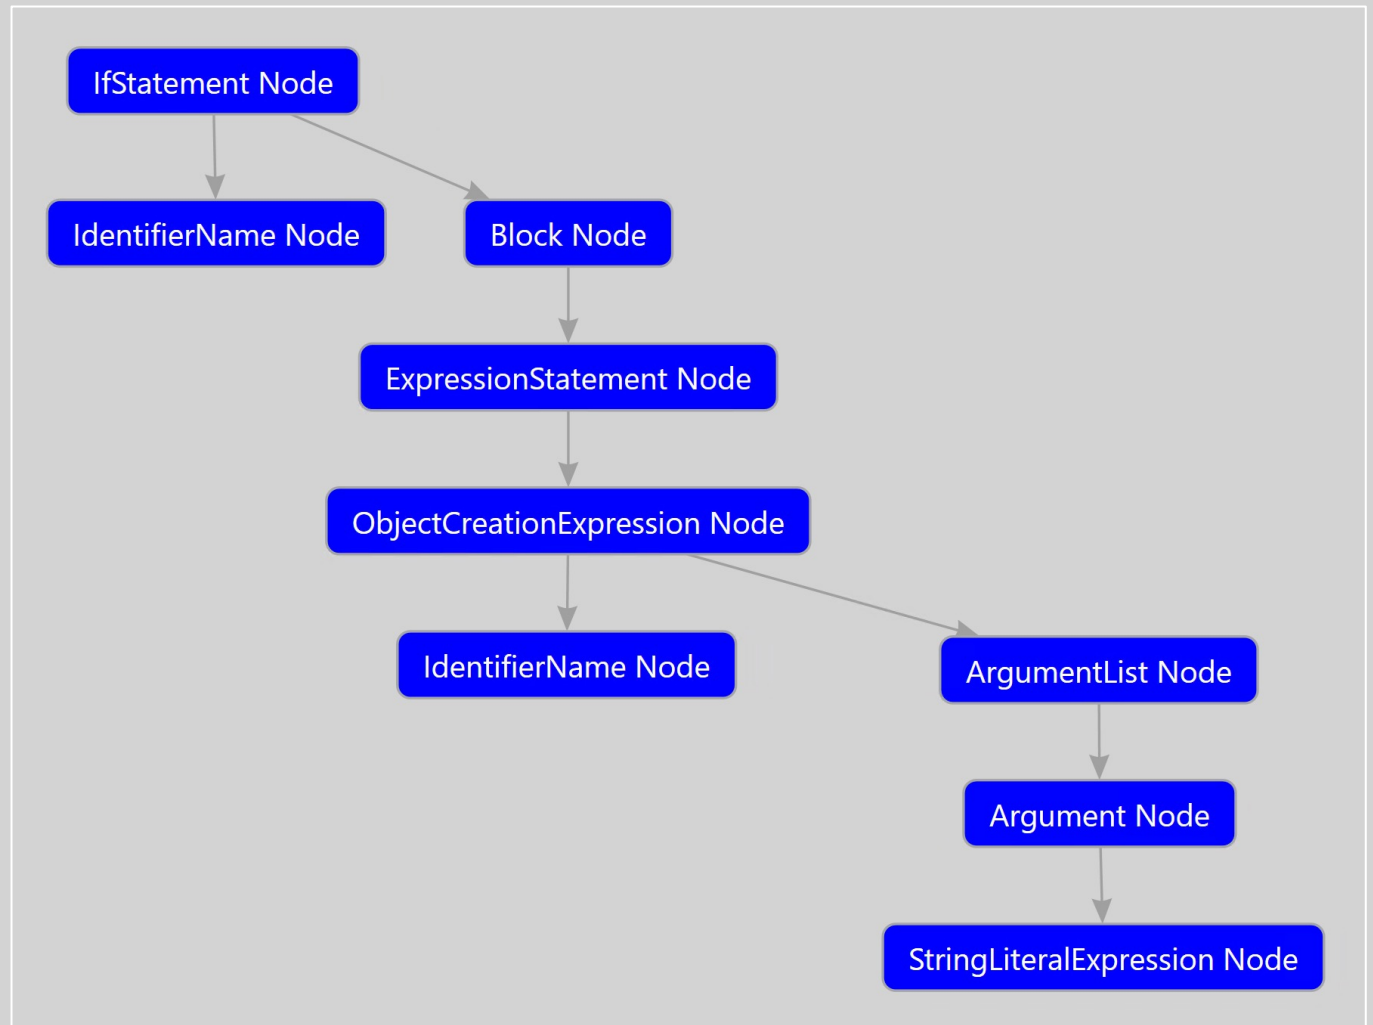 IfStatement Node
IdentifierName Node
Block Node
ExpressionStatement Node
ObjectCreationExpression Node
IdentifierName Node
ArgumentList Node
Argument Node
StringLiteralExpression Node